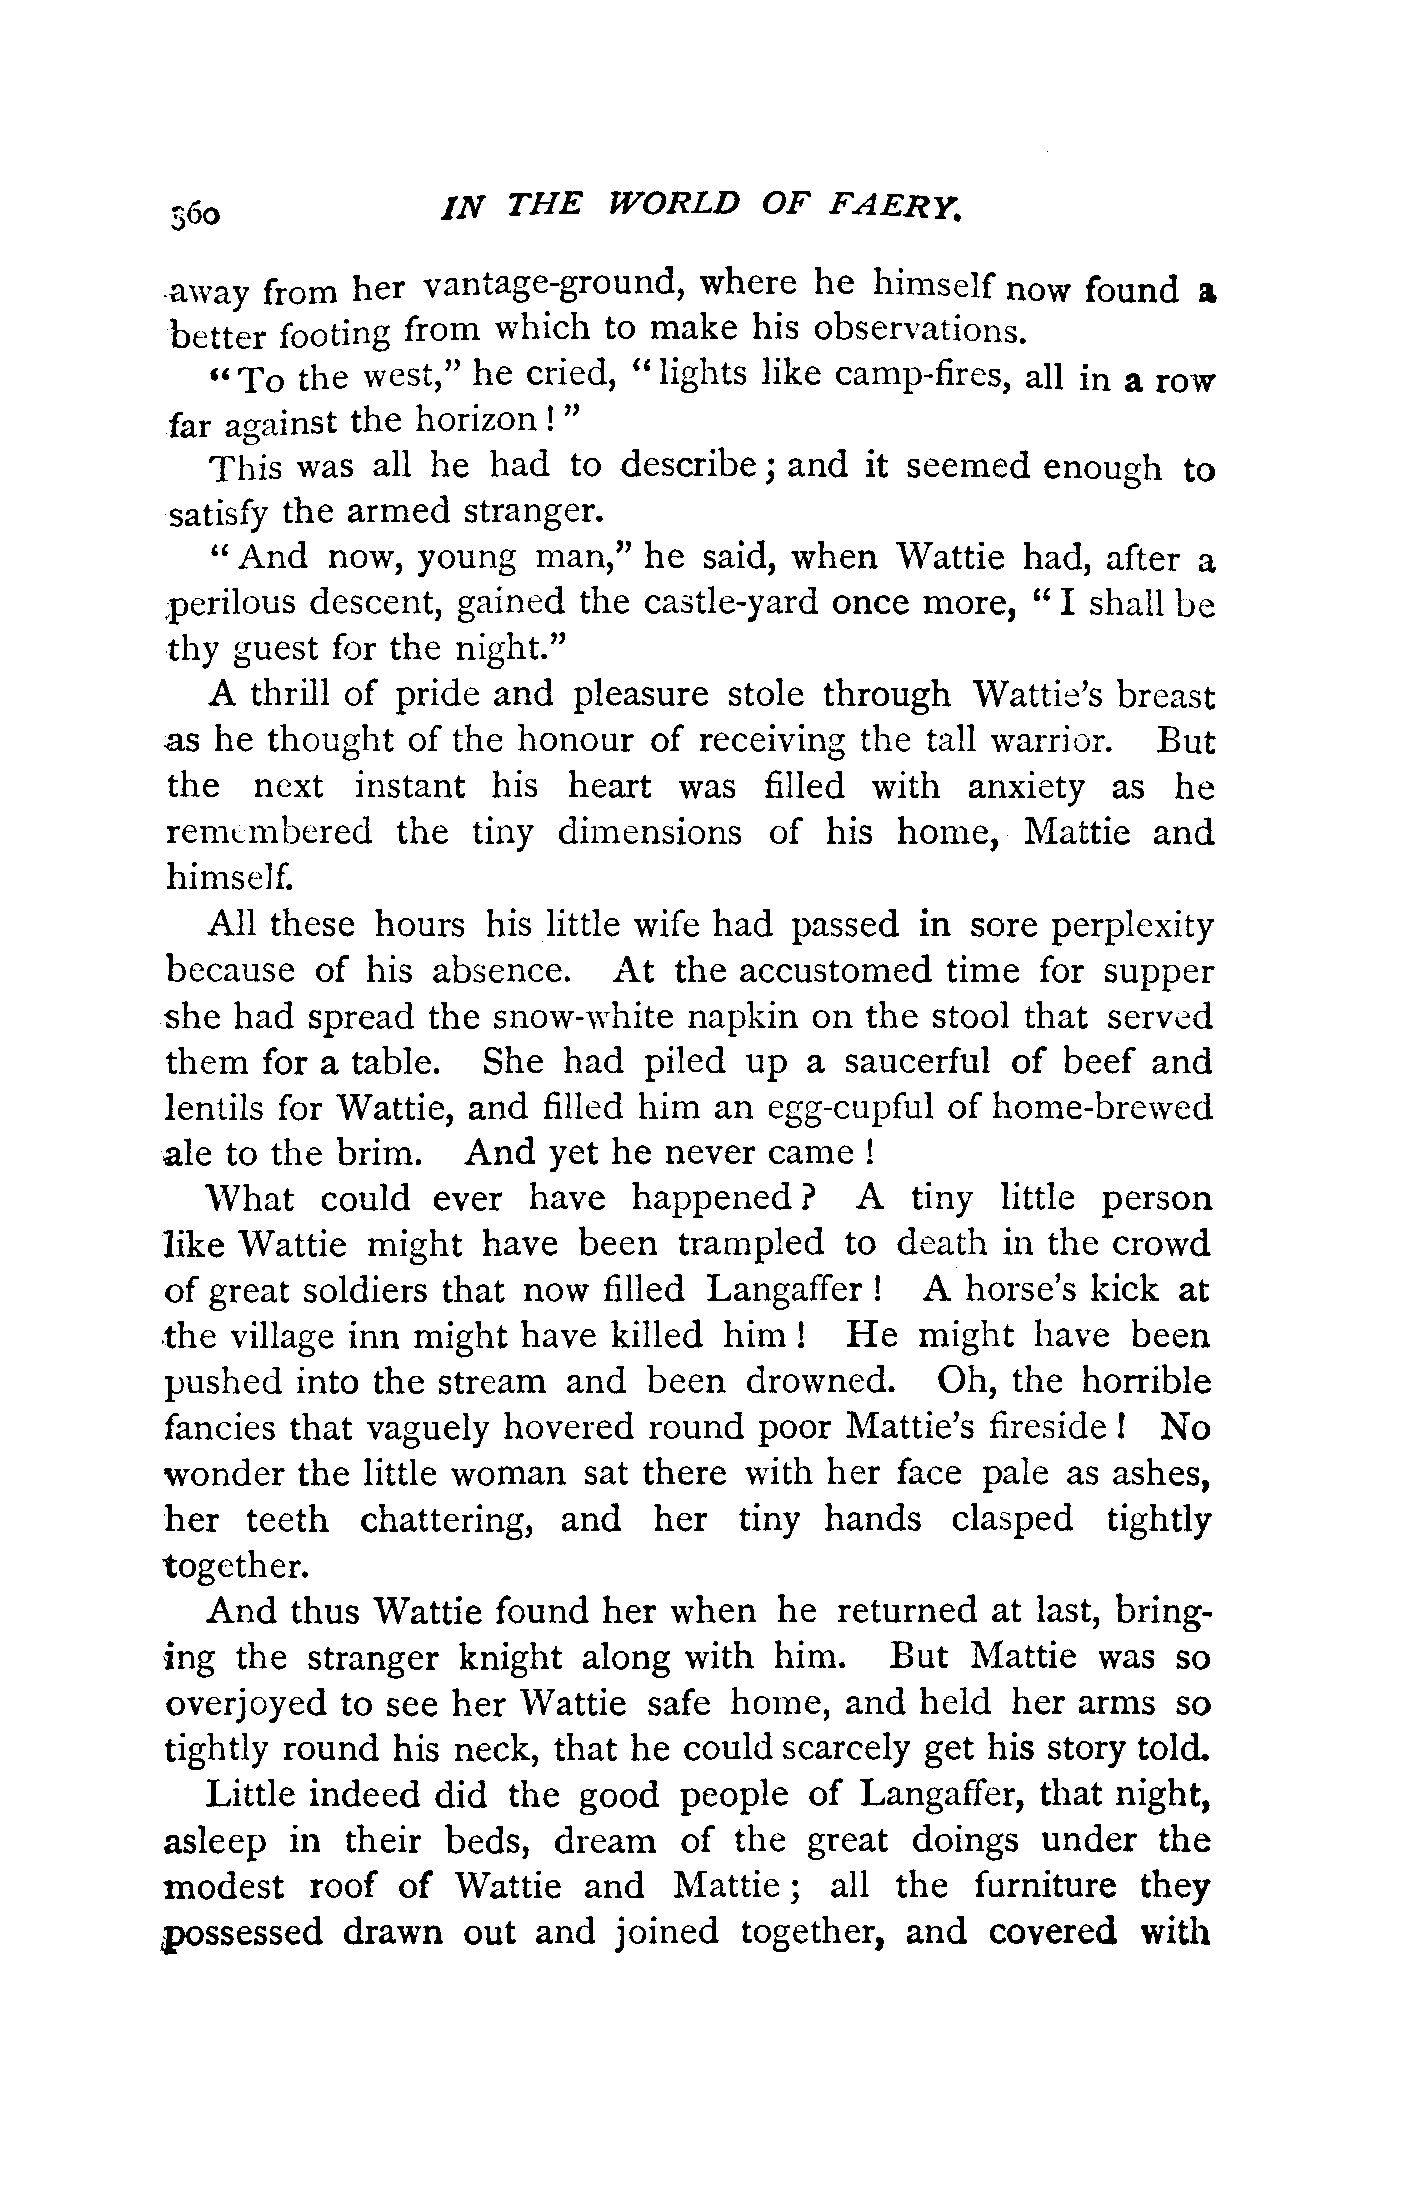 360 IN THE WORLD OF FAERY.
away from her vantage-ground, where he himself now found a
better footing from which to make his observations.
"To the west," he cried, "lights like camp-fires, all in a row
far against the horizon!"
This was all he had to describe; and it seemed enough to
satisfy the armed stranger.
"And now, young man," he said, when Wattie had, after a
perilous descent, gained the castle-yard once more, "I shall be
thy guest for the night."
A thrill of pride and pleasure stole through Wattie's breast
as he thought of the honour of receiving the tall warrior. But
the next instant his heart was filled with anxiety as he
remembered the tiny dimensions of his home, Mattie and
himself.
All these hours his little wife had passed in sore perplexity
because of his absence. At the accustomed time for supper
she had spread the snow-white napkin on the stool that served
them for a table. She had piled up a saucerful of beef and
lentils for Wattie, and filled him an egg-cupful of home-brewed
ale to the brim. And yet he never came!
What could ever have happened? A tiny little person
like Wattie might have been trampled to death in the crowd
of great soldiers that now filled Langaffer! A horse's kick at
the village inn might have killed him! He might have been
pushed into the stream and been drowned. Oh, the horrible
fancies that vaguely hovered round poor Mattie's fireside! No
wonder the little woman sat there with her face pale as ashes,
her teeth chattering, and her tiny hands clasped tightly
together.
And thus Wattie found her when he returned at last, bring-
ing the stranger knight along with him. But Mattie was so
overjoyed to see her Wattie safe home, and held her arms so
tightly round his neck, that he could scarcely get his story told.
Little indeed did the good people of Langaffer, that night,
asleep in their beds, dream of the great doings under the
modest roof of Wattie and Mattie; all the furniture they
possessed drawn out and joined together, and covered with